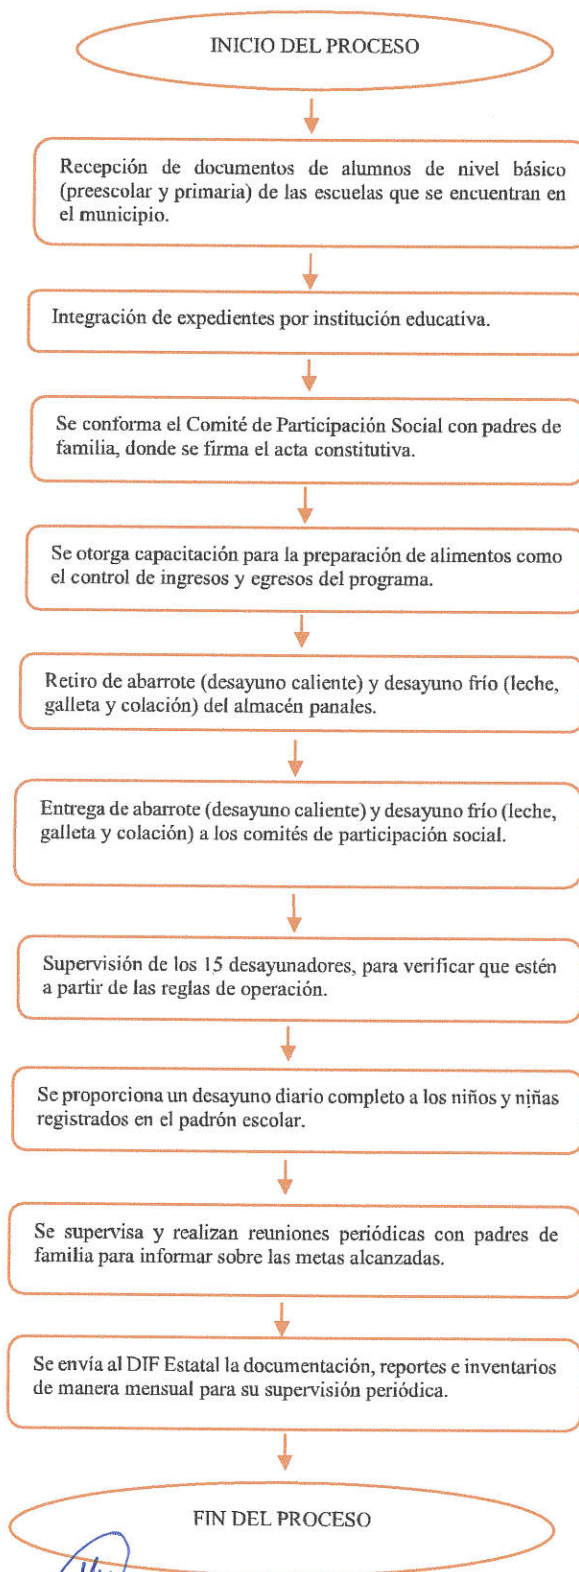 INICIO DEL PROCESO
Recepción de documentos de alumnos de nivel básico
(preescolar y primaria) de las escuelas que se encuentran en
el municipio.
Integración de expedientes por institución educativa.
Se conforma el Comité de Participación Social con padres de
familia, donde se firma el acta constitutiva.
Se otorga capacitación para la preparación de alimentos como
el control de ingresos y egresos del programa.
Retiro de abarrote (desayuno caliente) y desayuno frío (leche,
galleta y colación) del almacén panales.
Entrega de abarrote (desayuno caliente) y desayuno frío (leche,
galleta y colación) a los comités de participación social.
Supervisión de los 15 desayunadores, para verificar que estén
a partir de las reglas de operación.
Se proporciona un desayuno diario completo a los niños y niñas
registrados en el padrón escolar.
Se supervisa y realizan reuniones periódicas con padres de
familia para informar sobre las metas alcanzadas.
Se envía al DIF Estatal la documentación, reportes e inventarios
de manera mensual para su supervisión periódica.
FIN DEL PROCESO